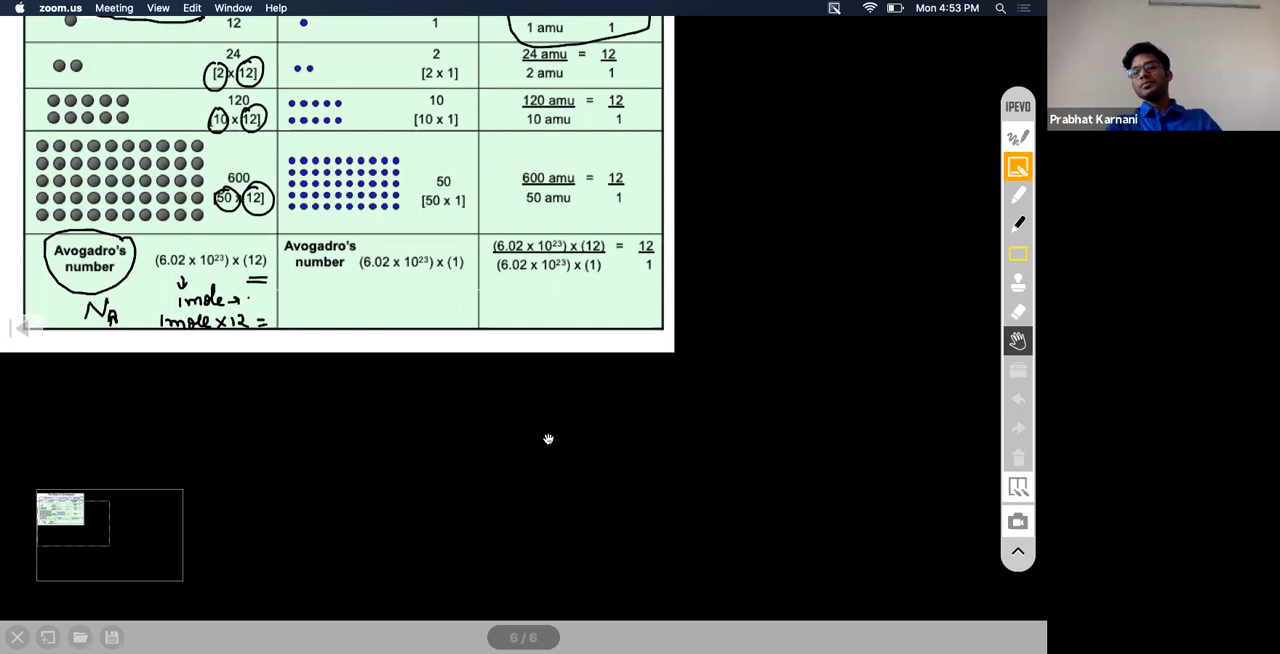 zoom.us Meeting View Edit Window Help
Mon 4:53 PM
12
1
1 amu 1
24
[2 x 12]
2
[2 x 1]
24 amu = 12
2 amu 1
120
[10 x 12]
10
[10 x 1]
120 amu = 12
10 amu 1
600
[50 x 12]
50
[50 x 1]
600 amu = 12
50 amu 1
Avogadro's
number
(6.02 x 10²³) x (12)
Avogadro's
number (6.02 x 10²³) x (1)
(6.02 x 10²³) x (12) = 12
(6.02 x 10²³) x (1) 1
↓
1mole →
NA
1mole x 12 =
IPEVO
Prabhat Karnani
6 / 6